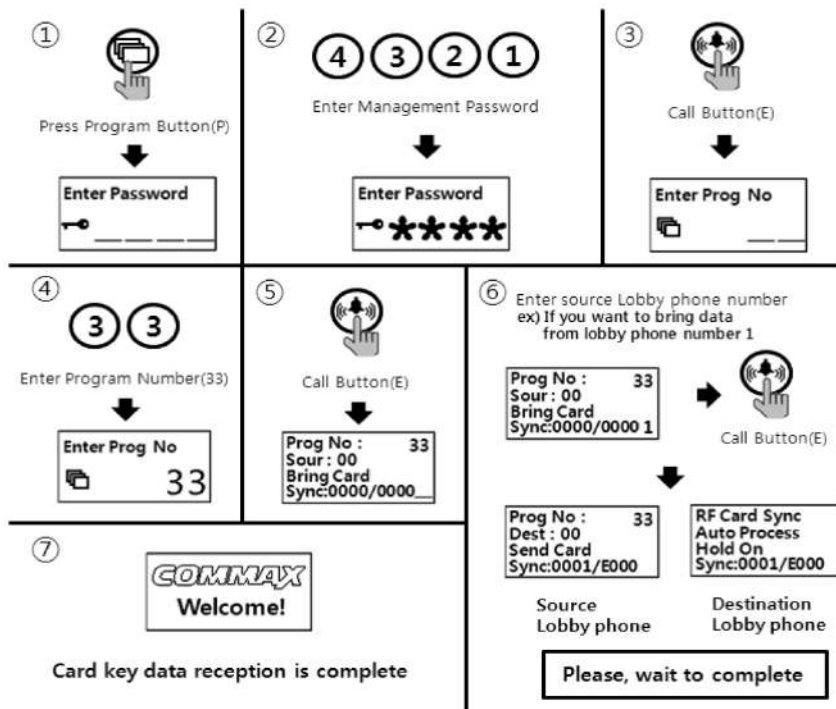 ①
Press Program Button(P)
Enter Password
②
4 3 2 1
Enter Management Password
Enter Password
****
③
Call Button(E)
Enter Prog No
④
3 3
Enter Program Number(33)
Enter Prog No
33
⑤
Call Button(E)
Prog No : 33
Sour : 00
Bring Card
Sync:0000/0000__
⑥
Enter source Lobby phone number
ex) If you want to bring data
from lobby phone number 1
Prog No : 33
Sour : 00
Bring Card
Sync:0000/0000 1
Call Button(E)
Prog No : 33
Dest : 00
Send Card
Sync:0001/E000
Source
Lobby phone
RF Card Sync
Auto Process
Hold On
Sync:0001/E000
Destination
Lobby phone
Please, wait to complete
⑦
COMMAX
Welcome!
Card key data reception is complete